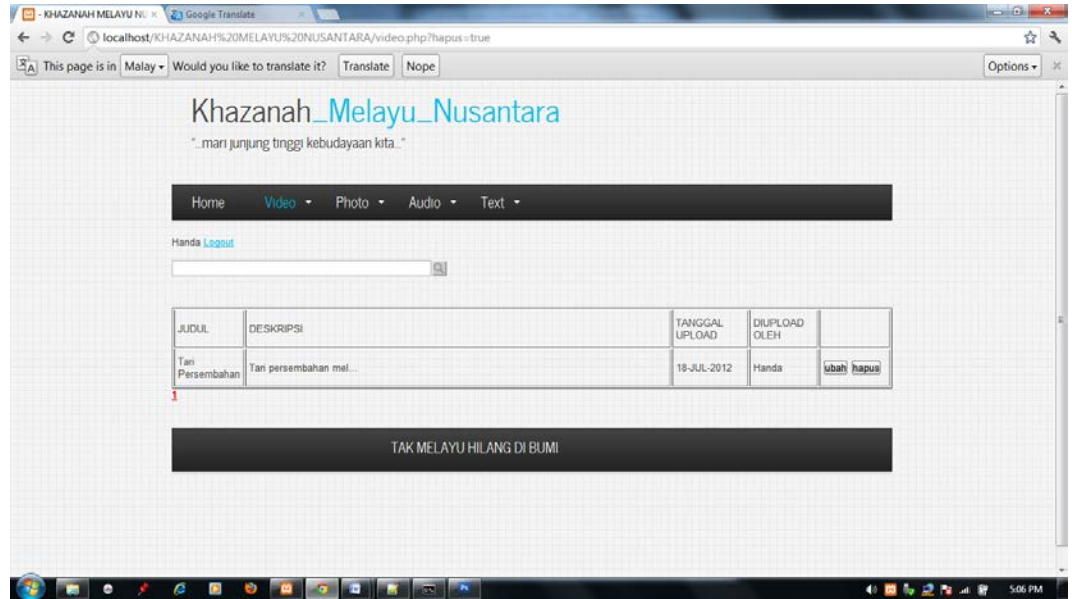 - KHAZANAH MELAYU NU
Google Translate
localhost/KHAZANAH%20MELAYU%20NUSANTARA/video.php?hapus=true
This page is in Malay Would you like to translate it? Translate Nope Options
Khazanah_Melayu_Nusantara
"...mari junjung tinggi kebudayaan kita..."
Home Video Photo Audio Text
Handa Logout
JUDUL DESKRIPSI TANGGAL UPLOAD DIUPLOAD OLEH
Tari Persembahan Tari persembahan mel... 18-JUL-2012 Handa ubah hapus
1
TAK MELAYU HILANG DI BUMI
5:06 PM